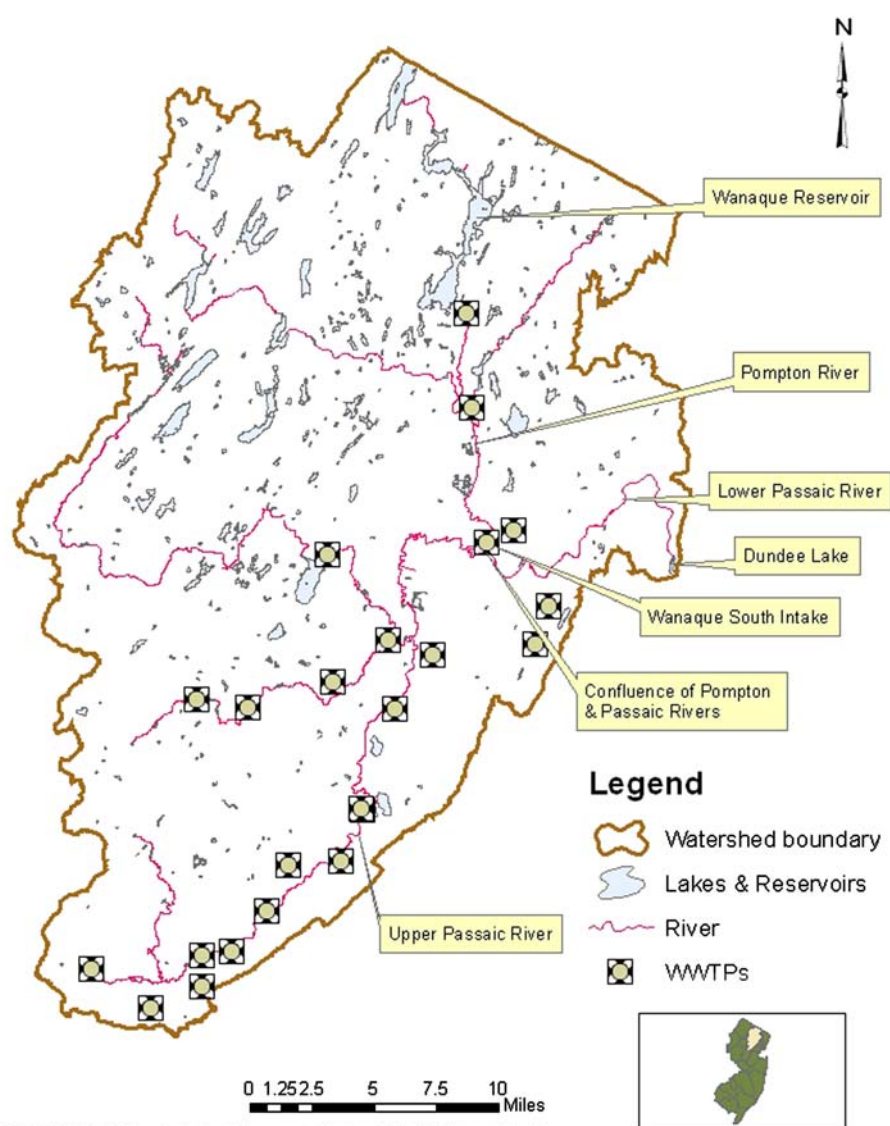 N
Wanaque Reservoir
Pompton River
Lower Passaic River
Dundee Lake
Wanaque South Intake
Confluence of Pompton
& Passaic Rivers
Upper Passaic River
Legend
Watershed boundary
Lakes & Reservoirs
River
WWTPs
0 1.25 2.5 5 7.5 10
Miles